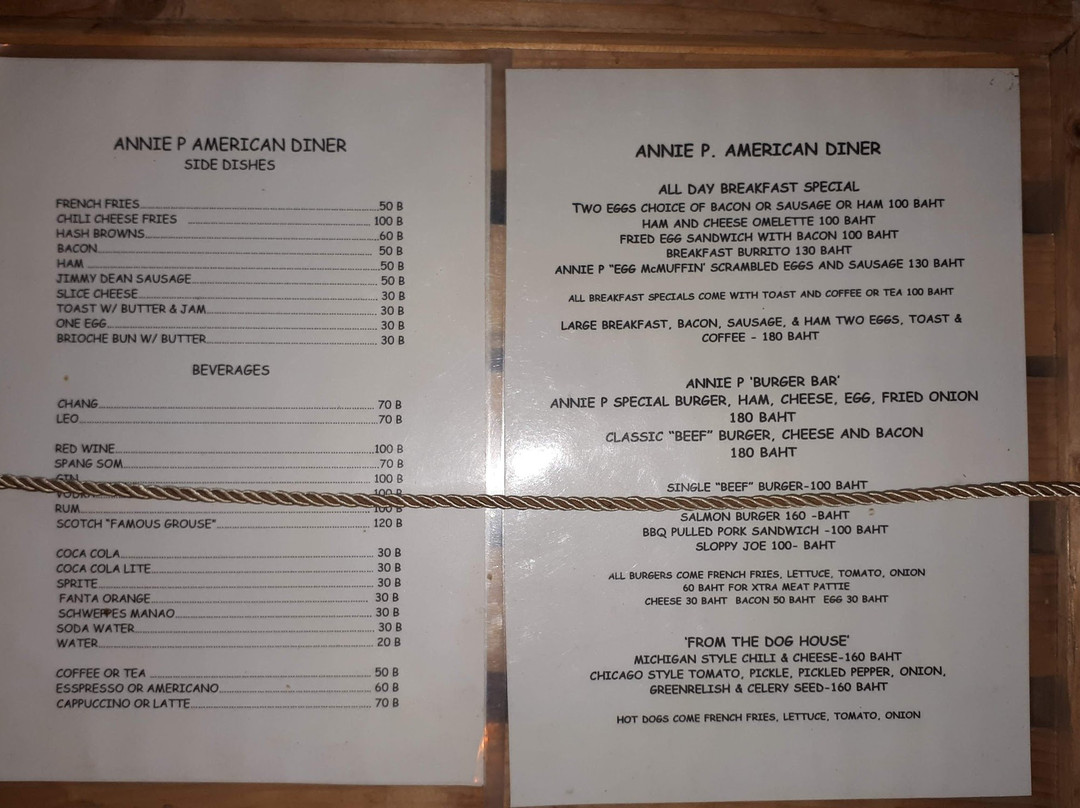 ANNIE P AMERICAN DINER
SIDE DISHES
FRENCH FRIES 50 B
CHILI CHEESE FRIES 100 B
HASH BROWNS 60 B
BACON 50 B
HAM 50 B
JIMMY DEAN SAUSAGE 50 B
SLICE CHEESE 30 B
TOAST W/ BUTTER & JAM 30 B
ONE EGG 30 B
BRIOCHE BUN W/ BUTTER 30 B
BEVERAGES
CHANG 70 B
LEO 70 B
RED WINE 100 B
SPANG SOM 70 B
GIN
VODKA 100 B
RUM 100 B
SCOTCH "FAMOUS GROUSE" 120 B
COCA COLA 30 B
COCA COLA LITE 30 B
SPRITE 30 B
FANTA ORANGE 30 B
SCHWEPPES MANAO 30 B
SODA WATER 30 B
WATER 20 B
COFFEE OR TEA 50 B
ESSPRESSO OR AMERICANO 60 B
CAPPUCCINO OR LATTE 70 B
ANNIE P. AMERICAN DINER
ALL DAY BREAKFAST SPECIAL
TWO EGGS CHOICE OF BACON OR SAUSAGE OR HAM 100 BAHT
HAM AND CHEESE OMELETTE 100 BAHT
FRIED EGG SANDWICH WITH BACON 100 BAHT
BREAKFAST BURRITO 130 BAHT
ANNIE P "EGG McMUFFIN' SCRAMBLED EGGS AND SAUSAGE 130 BAHT
ALL BREAKFAST SPECIALS COME WITH TOAST AND COFFEE OR TEA 100 BAHT
LARGE BREAKFAST, BACON, SAUSAGE, & HAM TWO EGGS, TOAST &
COFFEE - 180 BAHT
ANNIE P 'BURGER BAR'
ANNIE P SPECIAL BURGER, HAM, CHEESE, EGG, FRIED ONION
180 BAHT
CLASSIC "BEEF" BURGER, CHEESE AND BACON
180 BAHT
SINGLE "BEEF" BURGER-100 BAHT
SALMON BURGER 160 -BAHT
BBQ PULLED PORK SANDWICH -100 BAHT
SLOPPY JOE 100- BAHT
ALL BURGERS COME FRENCH FRIES, LETTUCE, TOMATO, ONION
60 BAHT FOR XTRA MEAT PATTIE
CHEESE 30 BAHT BACON 50 BAHT EGG 30 BAHT
'FROM THE DOG HOUSE'
MICHIGAN STYLE CHILI & CHEESE-160 BAHT
CHICAGO STYLE TOMATO, PICKLE, PICKLED PEPPER, ONION,
GREENRELISH & CELERY SEED-160 BAHT
HOT DOGS COME FRENCH FRIES, LETTUCE, TOMATO, ONION